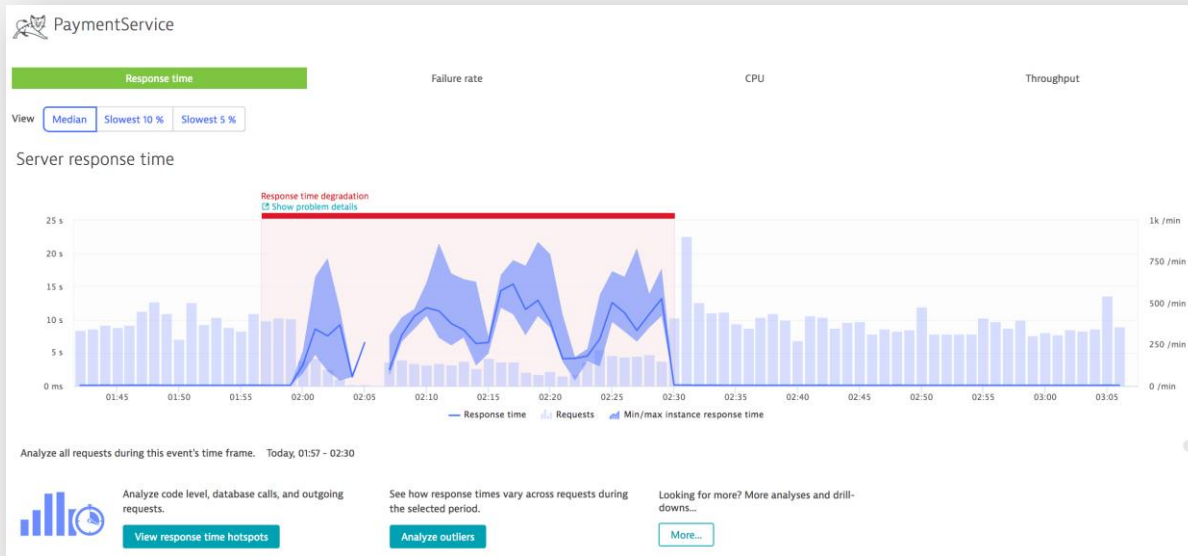 PaymentService
Response time Failure rate CPU Throughput
View Median Slowest 10 % Slowest 5 %
Server response time
Response time degradation
Show problem details
25 s 1k /min
20 s 750 /min
15 s 500 /min
10 s
5 s 250 /min
0 ms 0 /min
01:45 01:50 01:55 02:00 02:05 02:10 02:15 02:20 02:25 02:30 02:35 02:40 02:45 02:50 02:55 03:00 03:05
Response time Requests Min/max instance response time
Analyze all requests during this event's time frame. Today, 01:57 - 02:30
Analyze code level, database calls, and outgoing
requests.
View response time hotspots
See how response times vary across requests during
the selected period.
Analyze outliers
Looking for more? More analyses and drill-
downs...
More...